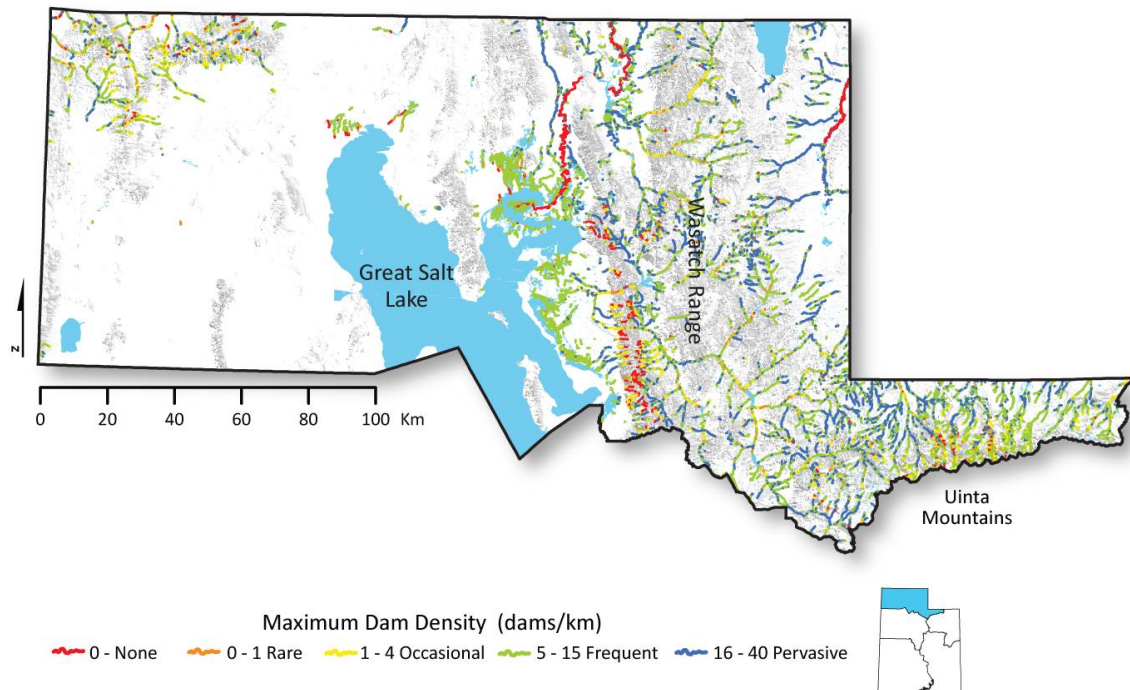 Great Salt
Lake
Wasatch Range
N
0 20 40 60 80 100 Km
Uinta
Mountains
Maximum Dam Density (dams/km)
0 - None 0 - 1 Rare 1 - 4 Occasional 5 - 15 Frequent 16 - 40 Pervasive